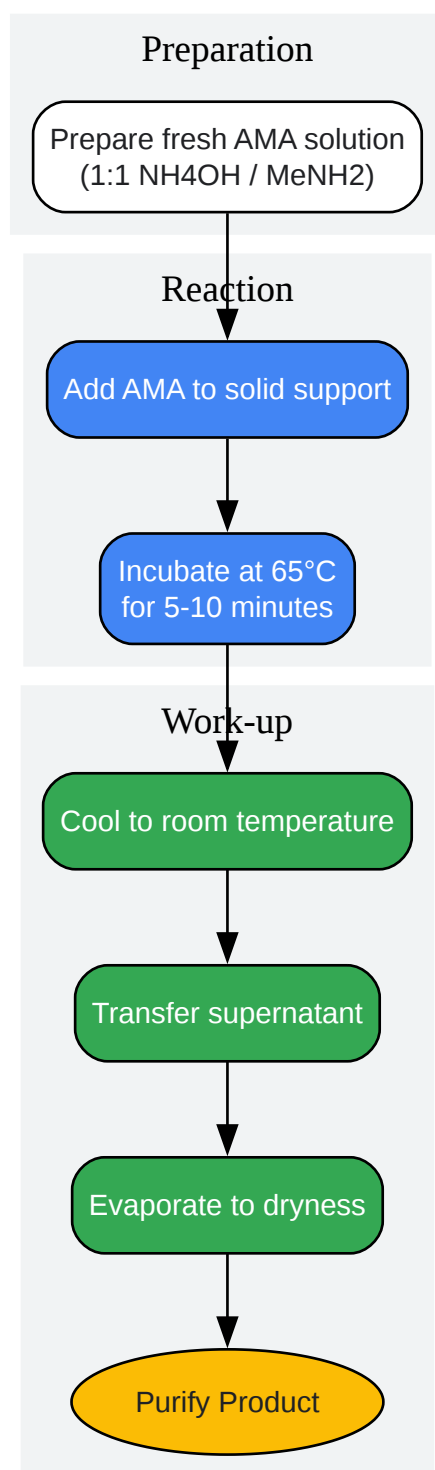 Preparation
Prepare fresh AMA solution
(1:1 NH4OH / MeNH2)
Reaction
Add AMA to solid support
Incubate at 65°C
for 5-10 minutes
Work-up
Cool to room temperature
Transfer supernatant
Evaporate to dryness
Purify Product